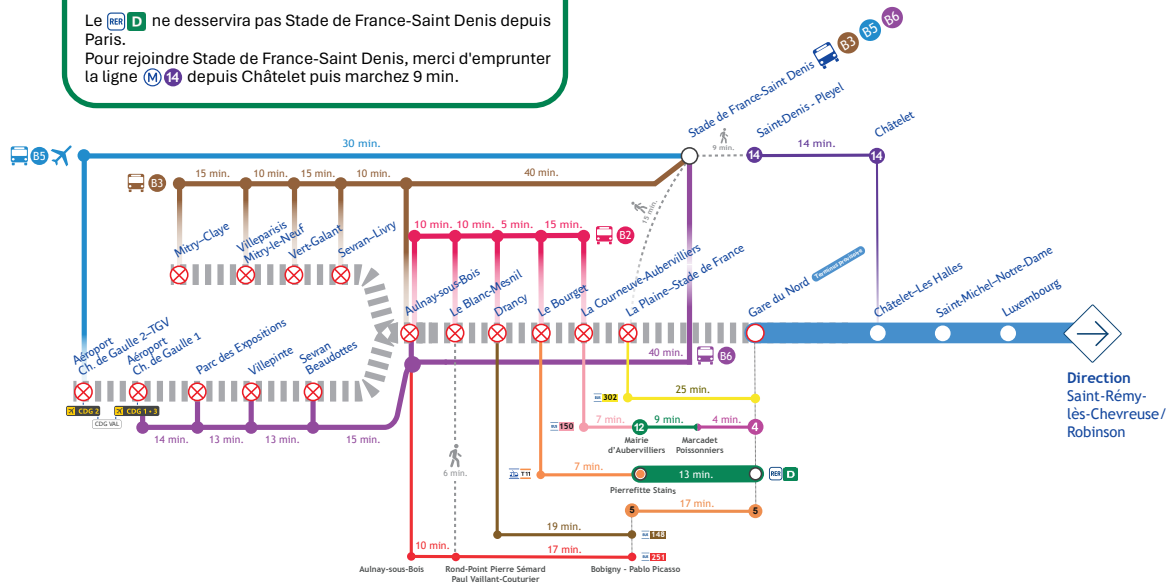 Le RER D ne desservira pas Stade de France-Saint Denis depuis
Paris.
Pour rejoindre Stade de France-Saint Denis, merci d'emprunter
la ligne M 14 depuis Châtelet puis marchez 9 min.
Stade de France-Saint Denis B3 B5 B6
Saint-Denis - Pleyel
Châtelet
B5
30 min.
9 min.
14
14 min.
14
B3
15 min.
10 min.
15 min.
10 min.
40 min.
15 min.
10 min.
10 min.
5 min.
15 min.
B2
Mitry–Claye
Villeparisis
Mitry-le-Neuf
Vert-Galant
Sevran–Livry
Aulnay-sous-Bois
Le Blanc-Mesnil
Drancy
Le Bourget
La Courneuve-Aubervilliers
La Plaine–Stade de France
Gare du Nord
Terminus provisoire
Châtelet–Les Halles
Saint-Michel–Notre-Dame
Luxembourg
Aéroport
Ch. de Gaulle 2–TGV
Aéroport
Ch. de Gaulle 1
Parc des Expositions
Villepinte
Sevran
Beaudottes
40 min.
B6
CDG 2
CDG VAL
CDG 1 • 3
14 min.
13 min.
13 min.
15 min.
Direction
Saint-Rémy-
lès-Chevreuse/
Robinson
302
25 min.
150
7 min.
12
9 min.
4 min.
4
Mairie
d'Aubervilliers
Marcadet
Poissonniers
6 min.
T11
7 min.
13 min.
RER D
Pierrefitte Stains
5
17 min.
5
19 min.
148
10 min.
17 min.
251
Aulnay-sous-Bois
Rond-Point Pierre Sémard
Paul Vaillant-Couturier
Bobigny - Pablo Picasso